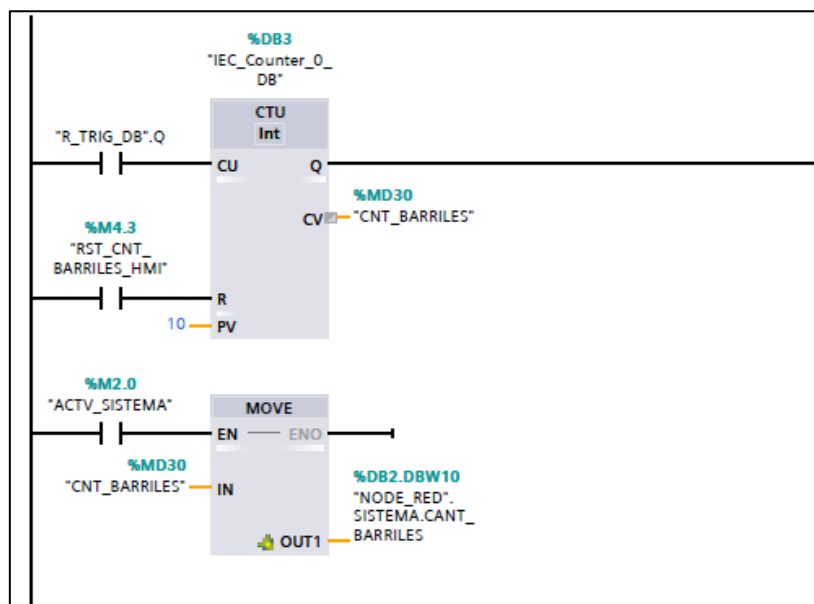 %DB3
"IEC_Counter_0_
DB"
CTU
Int
"R_TRIG_DB".Q
CU
Q
%MD30
CV
"CNT_BARRILES"
%M4.3
"RST_CNT_
BARRILES_HMI"
R
10
PV
%M2.0
"ACTV_SISTEMA"
MOVE
EN
ENO
%MD30
"CNT_BARRILES"
IN
%DB2.DBW10
"NODE_RED".
SISTEMA.CANT_
OUT1
BARRILES